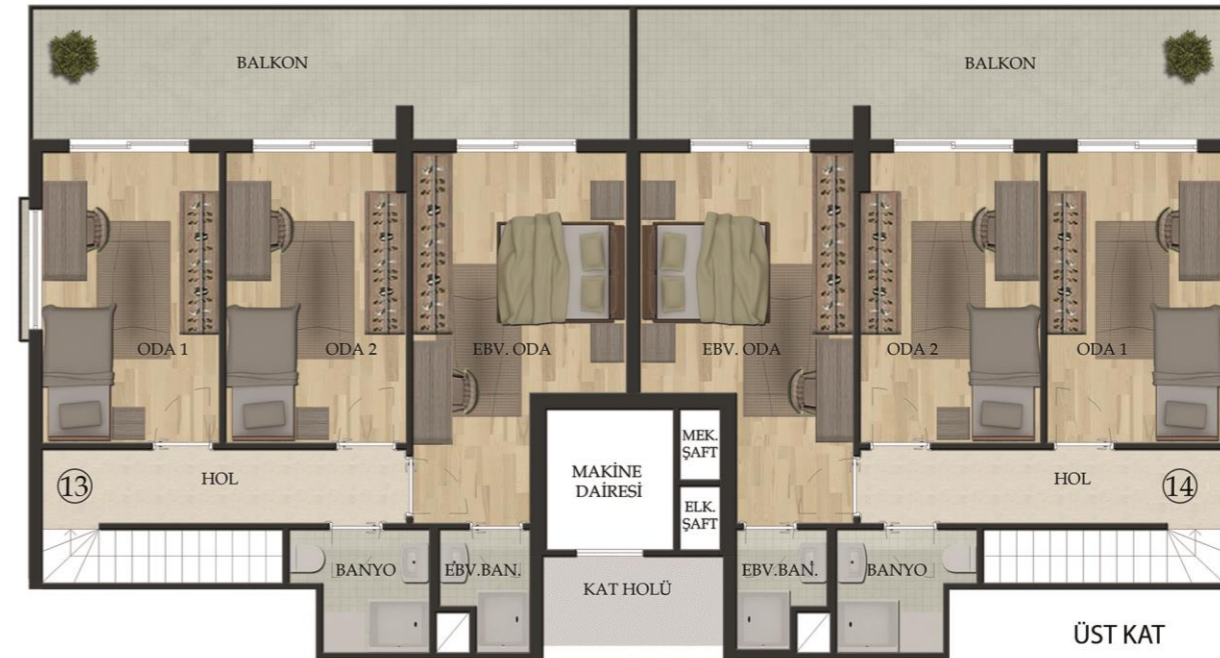 BALKON
BALKON
ODA 1
ODA 2
EBV. ODA
EBV. ODA
ODA 2
ODA 1
MEK.
ŞAFT
MAKİNE
DAİRESİ
ELK.
ŞAFT
13
HOL
HOL
14
BANYO
EBV.BAN.
KAT HOLÜ
EBV.BAN.
BANYO
ÜST KAT